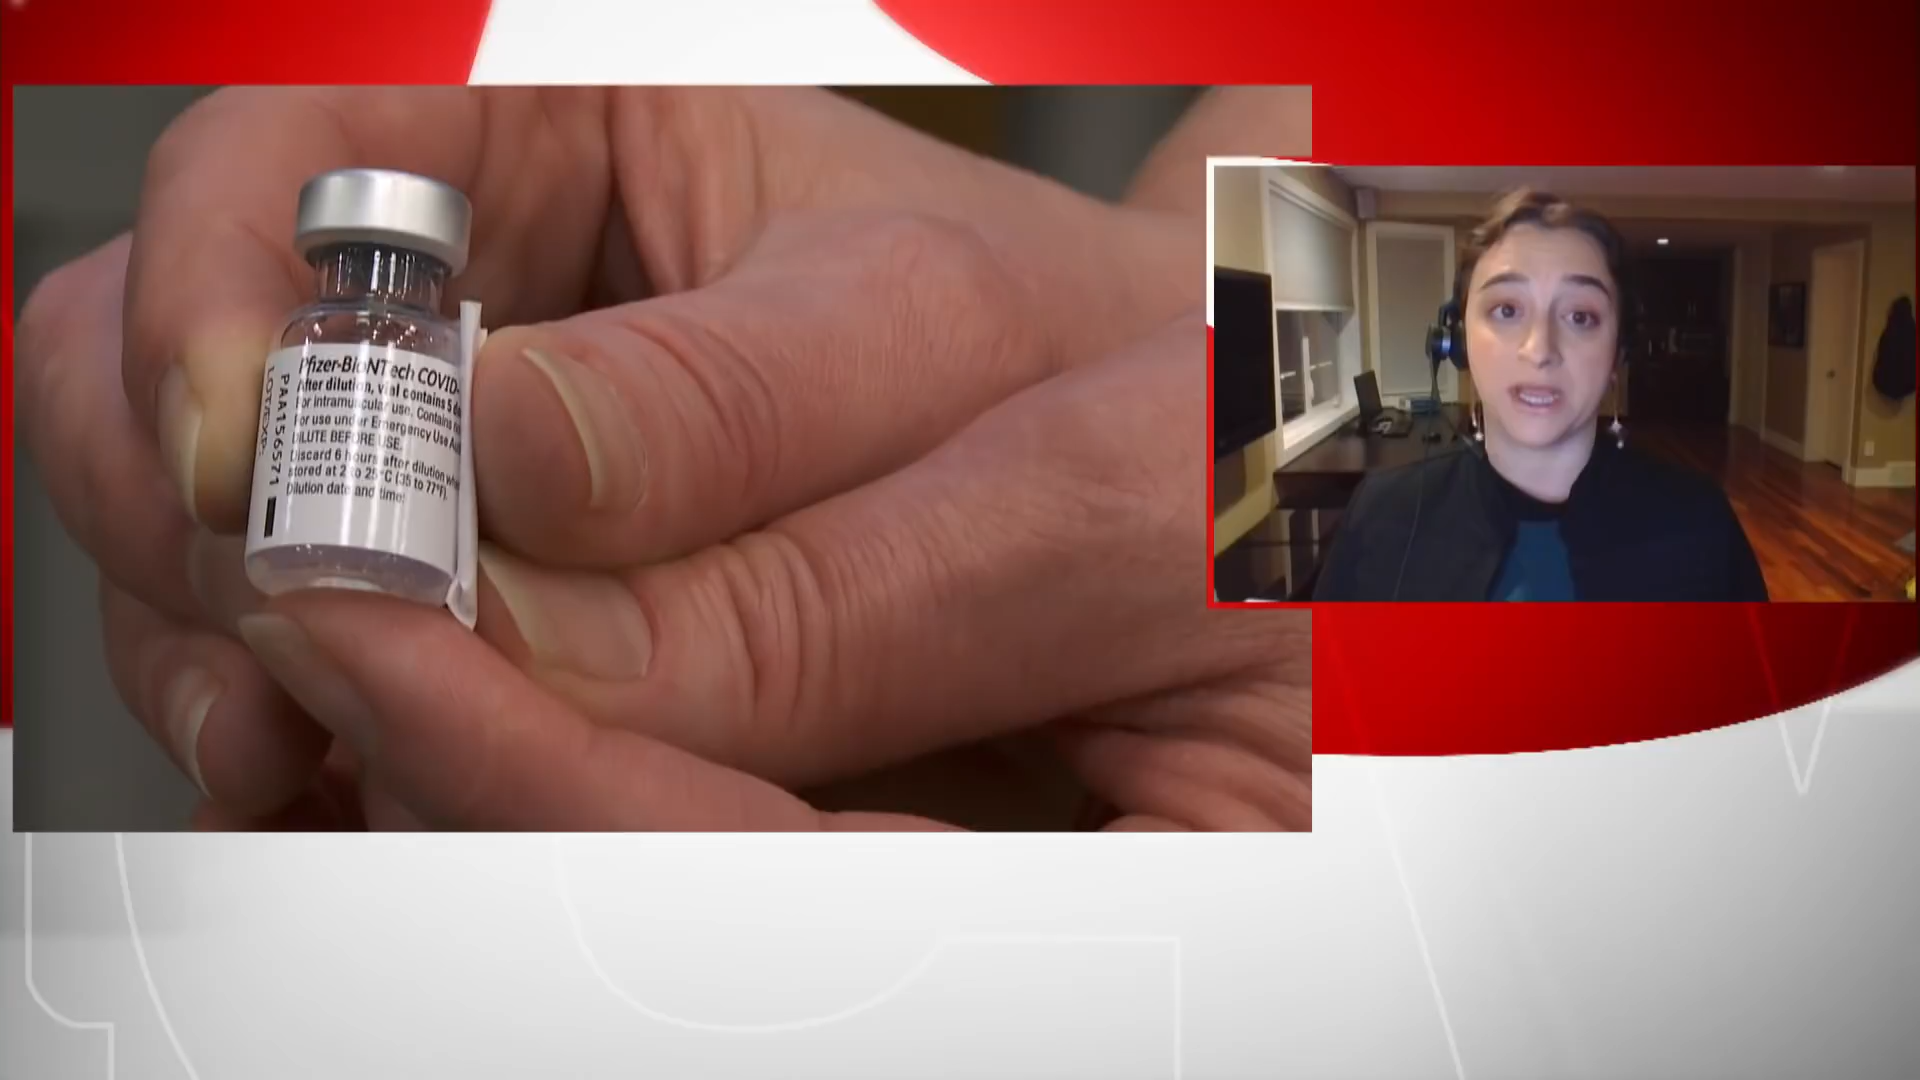 Pfizer-BioNTech COVID-
After dilution, vial contains 5
For intramuscular use. Contains
For use under Emergency Use
DILUTE BEFORE USE.
Discard 6 hours after dilution
stored at 2 to 25°C (35 to 77°F).
Dilution date and time:
PAA156571
LOT/EXP: